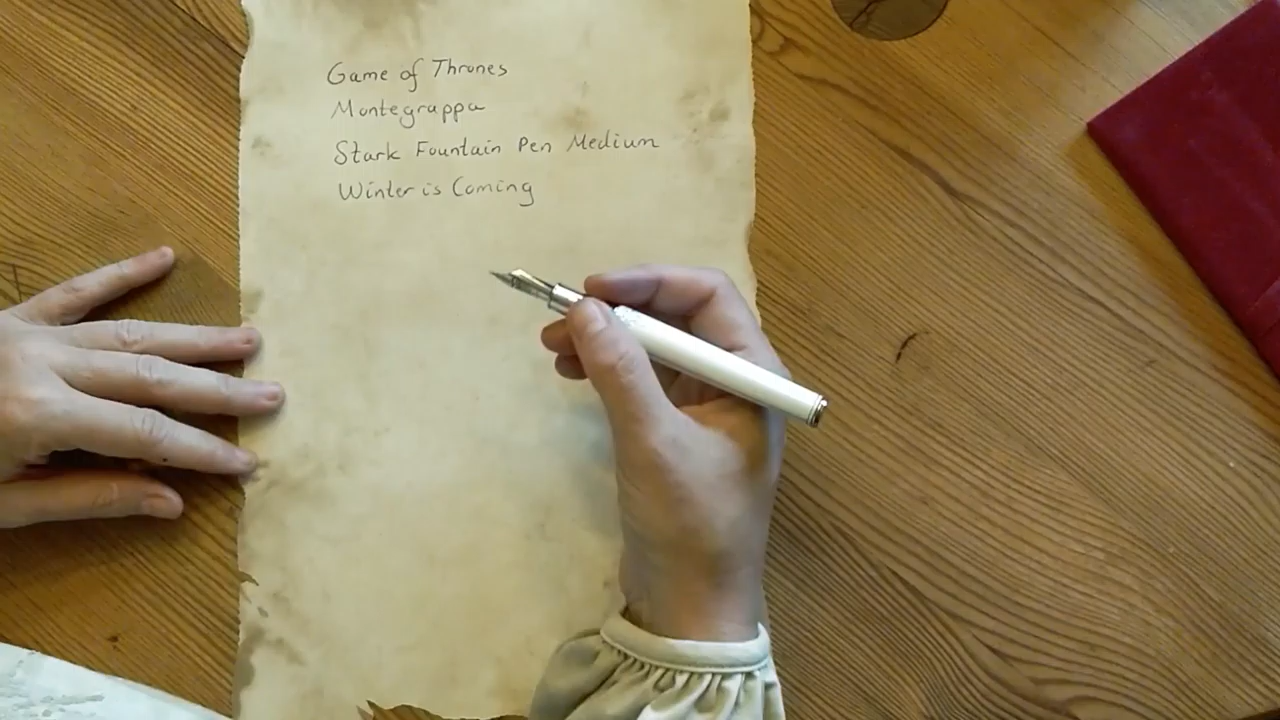 Game of Thrones
Montegrappa
Stark Fountain Pen Medium
Winter is Coming